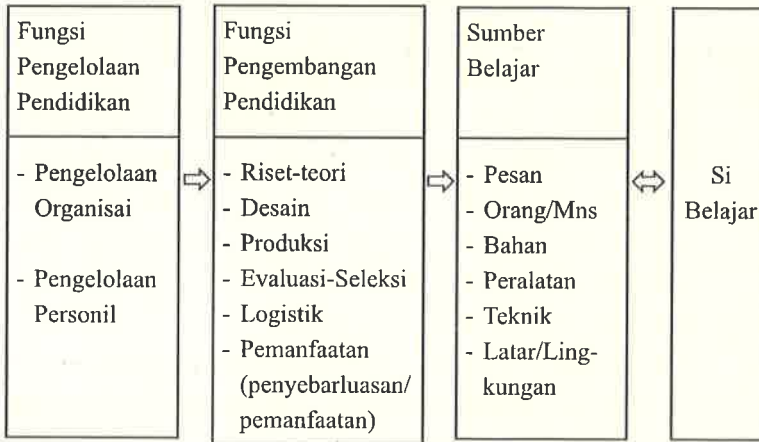 Fungsi
Pengelolaan
Pendidikan
- Pengelolaan
Organisai
- Pengelolaan
Personil
Fungsi
Pengembangan
Pendidikan
- Riset-teori
- Desain
- Produksi
- Evaluasi-Seleksi
- Logistik
- Pemanfaatan
(penyebarluasan/
pemanfaatan)
Sumber
Belajar
- Pesan
- Orang/Mns
- Bahan
- Peralatan
- Teknik
- Latar/Ling-
kungan
Si
Belajar